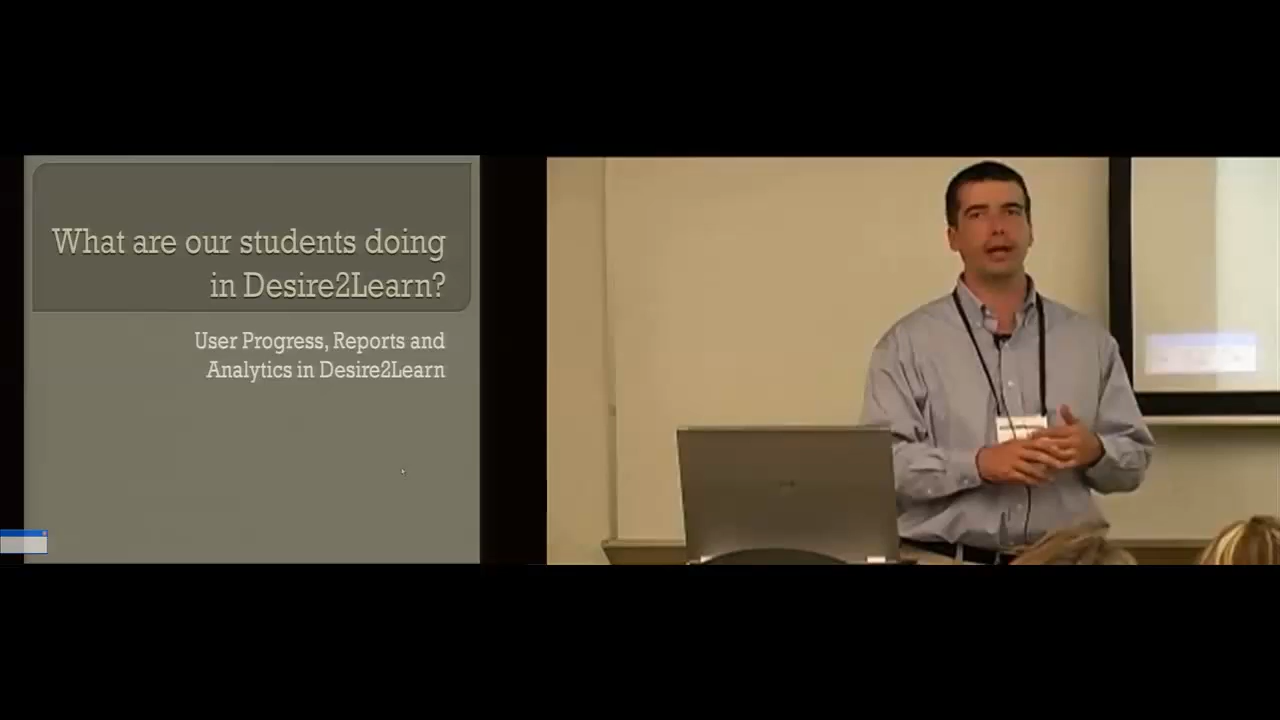 What are our students doing
in Desire2Learn?
User Progress, Reports and
Analytics in Desire2Learn